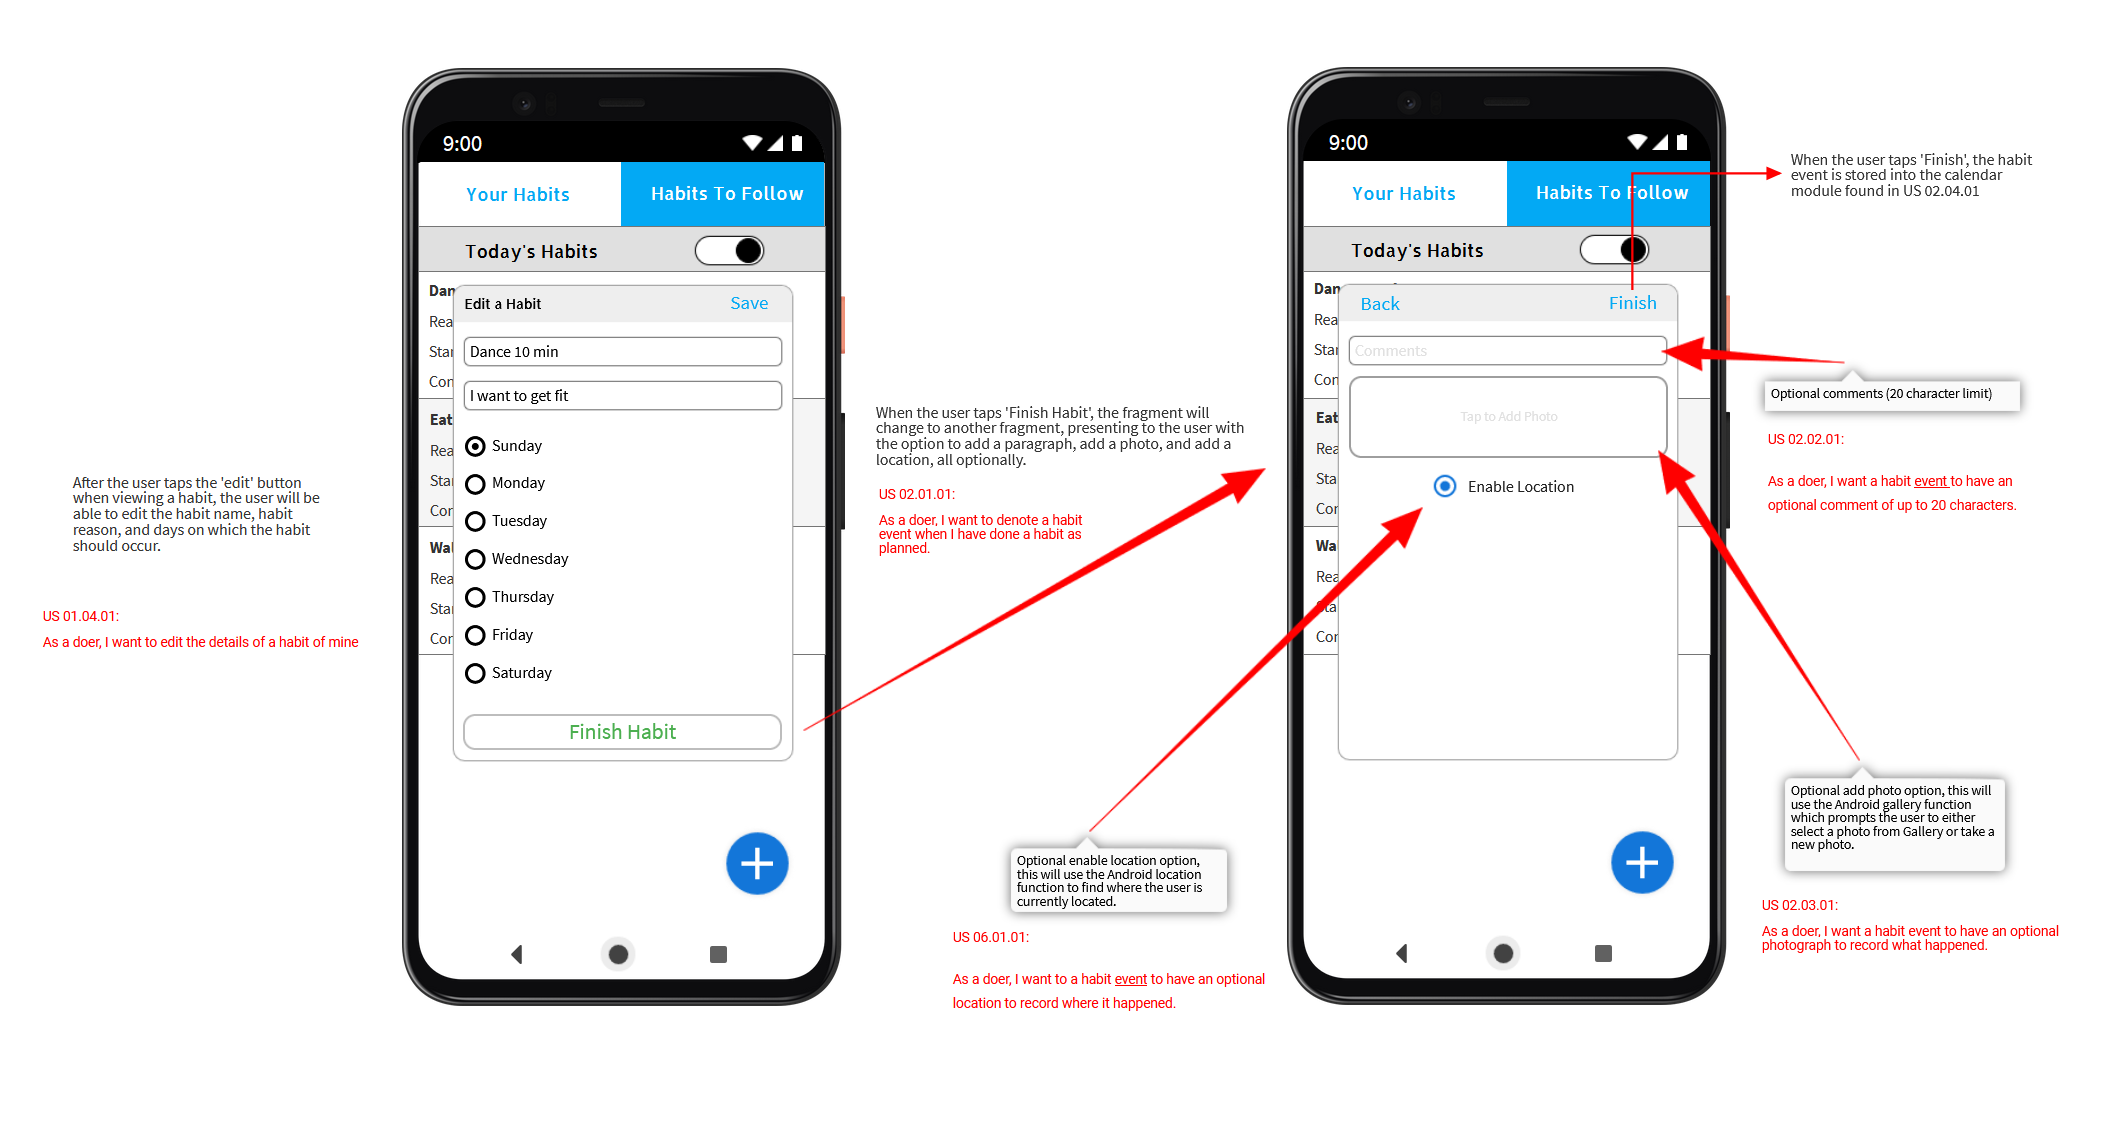 After the user taps the 'edit' button
when viewing a habit, the user will be
able to edit the habit name, habit
reason, and days on which the habit
should occur.
US 01.04.01:
As a doer, I want to edit the details of a habit of mine
9:00
Your Habits
Habits To Follow
Today's Habits
Dan
Rea
Star
Con
Eat
Rea
Star
Cor
Wal
Rea
Star
Cor
Edit a Habit
Save
Dance 10 min
I want to get fit
Sunday
Monday
Tuesday
Wednesday
Thursday
Friday
Saturday
Finish Habit
When the user taps 'Finish Habit', the fragment will
change to another fragment, presenting to the user with
the option to add a paragraph, add a photo, and add a
location, all optionally.
US 02.01.01:
As a doer, I want to denote a habit
event when I have done a habit as
planned.
Optional enable location option,
this will use the Android location
function to find where the user is
currently located.
US 06.01.01:
As a doer, I want to a habit event to have an optional
location to record where it happened.
9:00
Your Habits
Habits To Follow
Today's Habits
Dan
Rea
Star
Con
Eat
Rea
Sta
Cor
Wa
Rea
Sta
Cor
Back
Finish
Comments
Tap to Add Photo
Enable Location
When the user taps 'Finish', the habit
event is stored into the calendar
module found in US 02.04.01
Optional comments (20 character limit)
US 02.02.01:
As a doer, I want a habit event to have an
optional comment of up to 20 characters.
Optional add photo option, this will
use the Android gallery function
which prompts the user to either
select a photo from Gallery or take a
new photo.
US 02.03.01:
As a doer, I want a habit event to have an optional
photograph to record what happened.